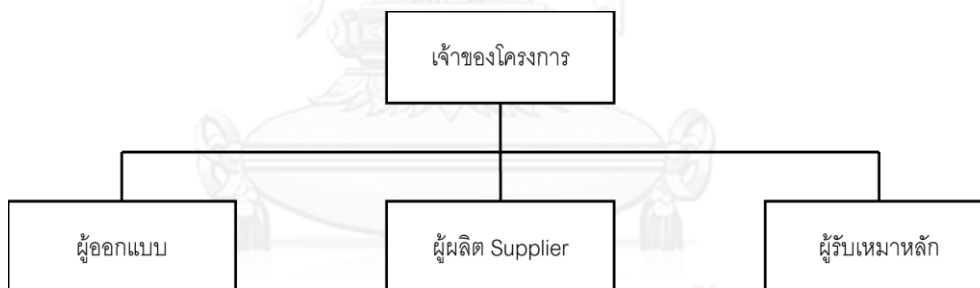 เจ้าของโครงการ
ผู้ออกแบบ
ผู้ผลิต Supplier
ผู้รับเหมาหลัก